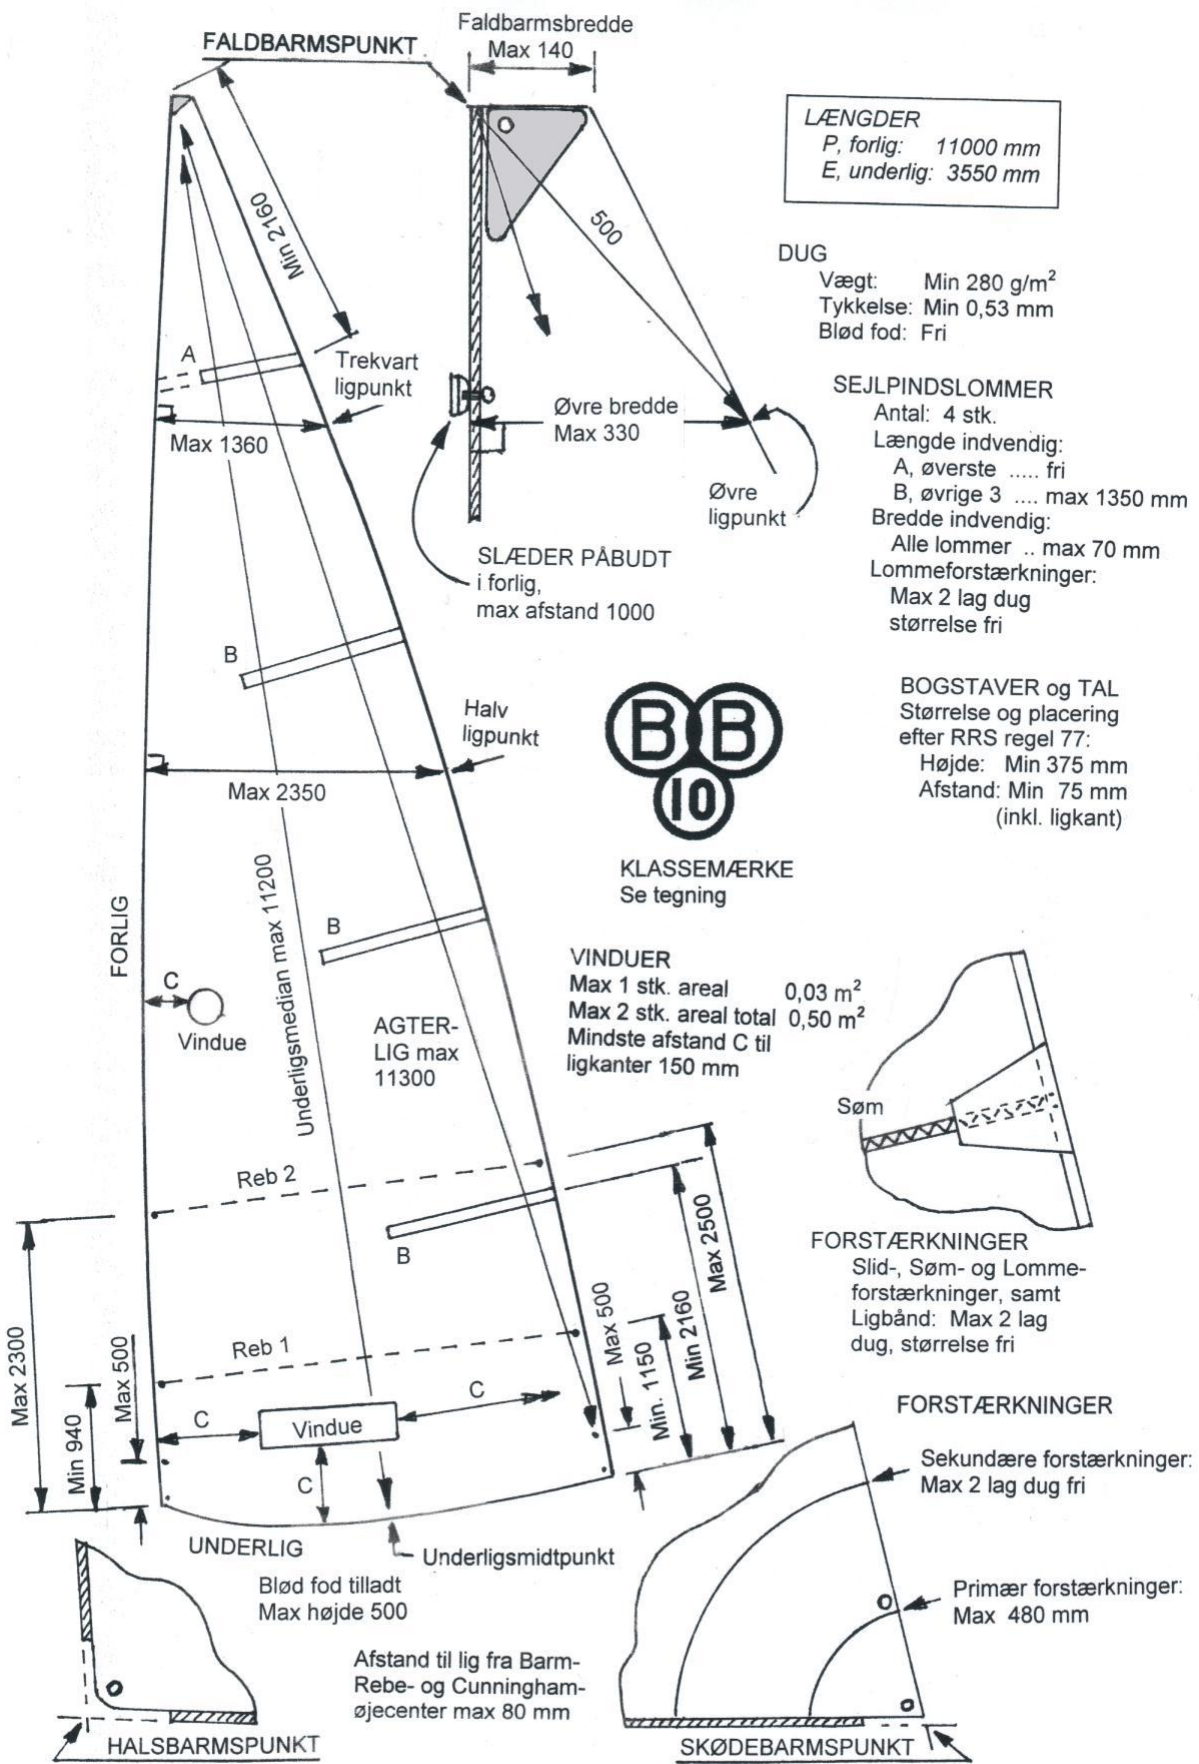 FALDBARMSPUNKT
Faldbarmsbredde
Max 140
LÆNGDER
P, forlig: 11000 mm
E, underlig: 3550 mm
Min 2160
500
DUG
Vægt: Min 280 g/m²
Tykkelse: Min 0,53 mm
Blød fod: Fri
A
Trekvart
ligpunkt
Max 1360
Øvre bredde
Max 330
Øvre
ligpunkt
SLÆDER PÅBUDT
i forlig,
max afstand 1000
SEJLPINDSLOMMER
Antal: 4 stk.
Længde indvendig:
A, øverste ..... fri
B, øvrige 3 .... max 1350 mm
Bredde indvendig:
Alle lommer .. max 70 mm
Lommeforstærkninger:
Max 2 lag dug
størrelse fri
B
Halv
ligpunkt
Max 2350
B B
10
KLASSEMÆRKE
Se tegning
BOGSTAVER og TAL
Størrelse og placering
efter RRS regel 77:
Højde: Min 375 mm
Afstand: Min 75 mm
(inkl. ligkant)
FORLIG
Underligsmedian max 11200
B
C
Vindue
AGTER-
LIG max
11300
VINDUER
Max 1 stk. areal 0,03 m²
Max 2 stk. areal total 0,50 m²
Mindste afstand C til
ligkanter 150 mm
Søm
Reb 2
B
FORSTÆRKNINGER
Slid-, Søm- og Lomme-
forstærkninger, samt
Ligbånd: Max 2 lag
dug, størrelse fri
Max 2300
Max 500
Min 940
Reb 1
C
Vindue
C
C
Max 500
Min. 1150
Min 2160
Max 2500
FORSTÆRKNINGER
Sekundære forstærkninger:
Max 2 lag dug fri
Primær forstærkninger:
Max 480 mm
UNDERLIG
Underligsmidtpunkt
Blød fod tilladt
Max højde 500
Afstand til lig fra Barm-
Rebe- og Cunningham-
øjecenter max 80 mm
HALSBARMSPUNKT
SKØDEBARMSPUNKT